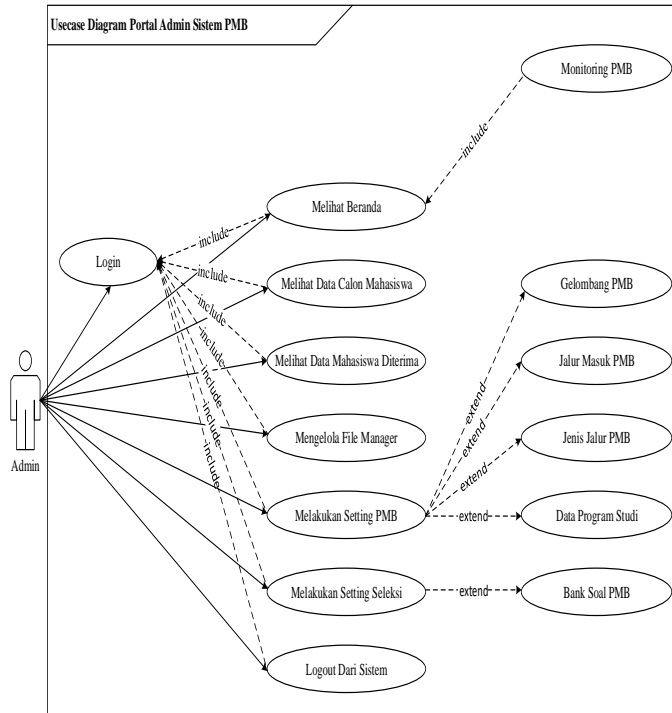 Usecase Diagram Portal Admin Sistem PMB
Monitoring PMB
include
Melihat Beranda
include
Login
include
Melihat Data Calon Mahasiswa
Gelombang PMB
include
Melihat Data Mahasiswa Diterima
Jalur Masuk PMB
include
include
include
include
extend
extend
extend
Mengelola File Manager
Jenis Jalur PMB
Admin
Melakukan Setting PMB
extend
Data Program Studi
Melakukan Setting Seleksi
extend
Bank Soal PMB
Logout Dari Sistem